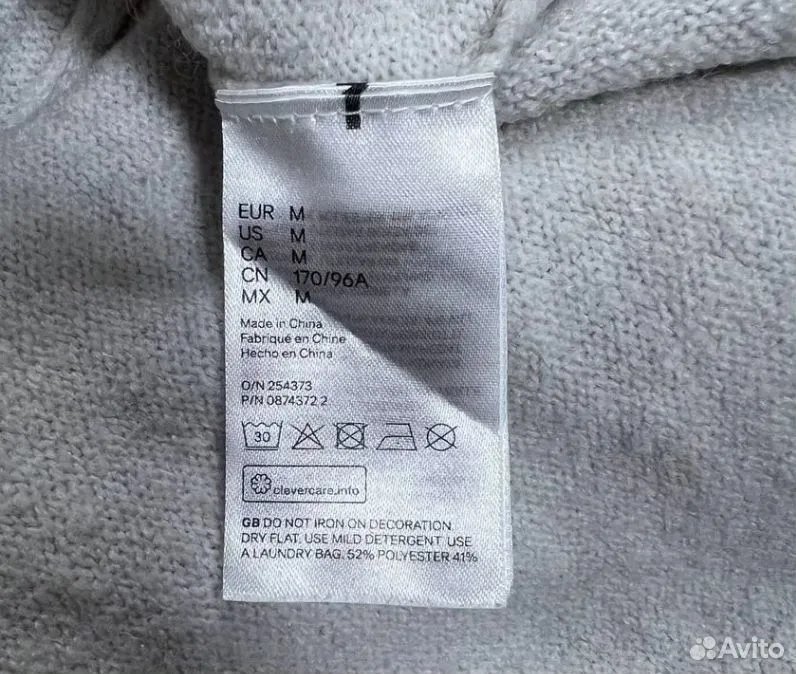 EUR M
US M
CA M
CN 170/96A
MX M
Made in China
Fabriqué en Chine
Hecho en China
O/N 254373
P/N 0874372 2
30
clevercare.info
GB DO NOT IRON ON DECORATION.
DRY FLAT. USE MILD DETERGENT. USE
A LAUNDRY BAG. 52% POLYESTER 41%
Avito